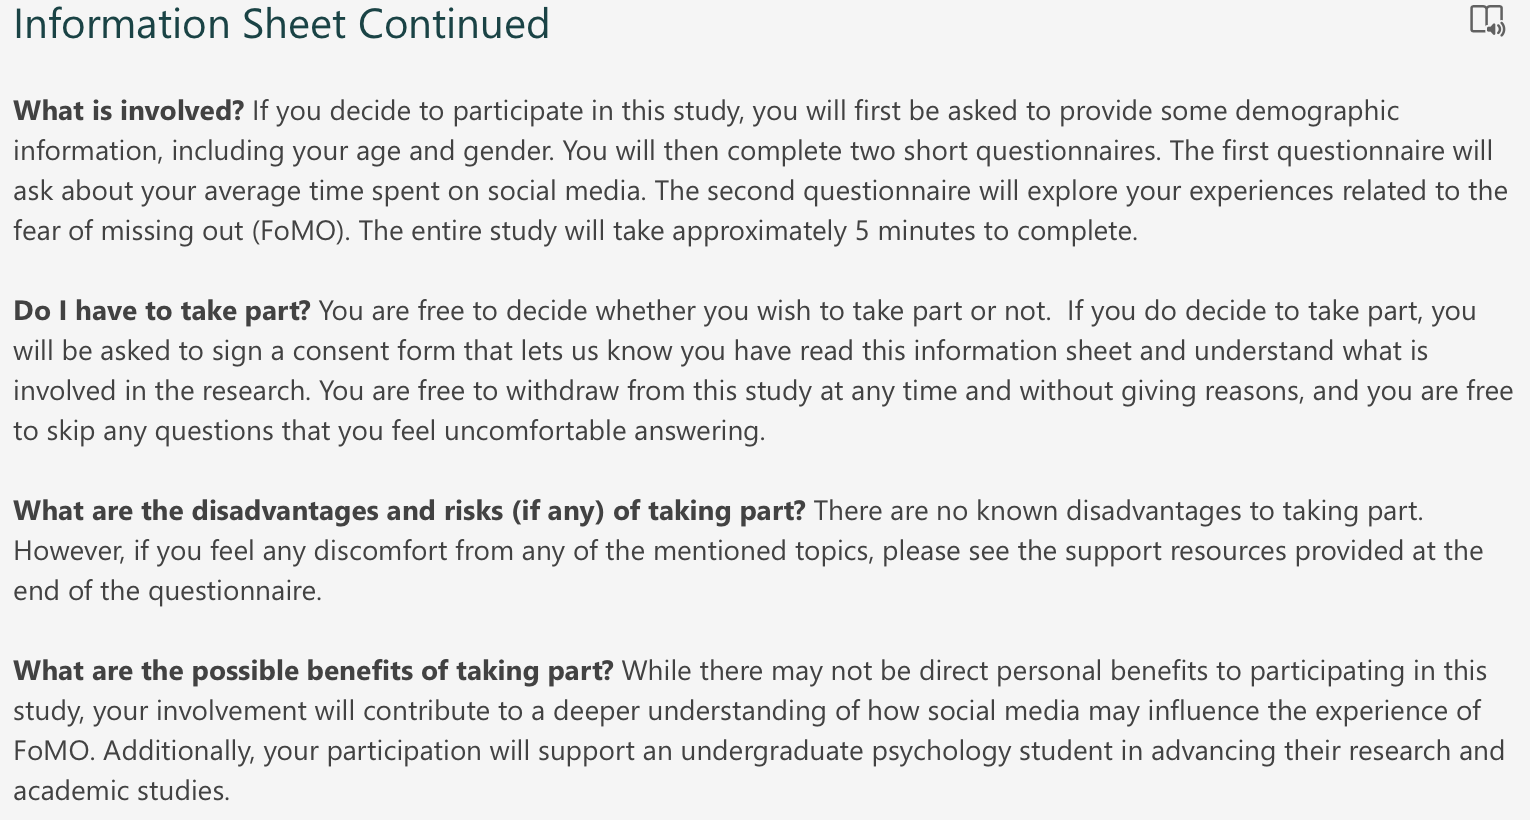 Information Sheet Continued
What is involved? If you decide to participate in this study, you will first be asked to provide some demographic
information, including your age and gender. You will then complete two short questionnaires. The first questionnaire will
ask about your average time spent on social media. The second questionnaire will explore your experiences related to the
fear of missing out (FoMO). The entire study will take approximately 5 minutes to complete.
Do I have to take part? You are free to decide whether you wish to take part or not.  If you do decide to take part, you
will be asked to sign a consent form that lets us know you have read this information sheet and understand what is
involved in the research. You are free to withdraw from this study at any time and without giving reasons, and you are free
to skip any questions that you feel uncomfortable answering.
What are the disadvantages and risks (if any) of taking part? There are no known disadvantages to taking part.
However, if you feel any discomfort from any of the mentioned topics, please see the support resources provided at the
end of the questionnaire.
What are the possible benefits of taking part? While there may not be direct personal benefits to participating in this
study, your involvement will contribute to a deeper understanding of how social media may influence the experience of
FoMO. Additionally, your participation will support an undergraduate psychology student in advancing their research and
academic studies.